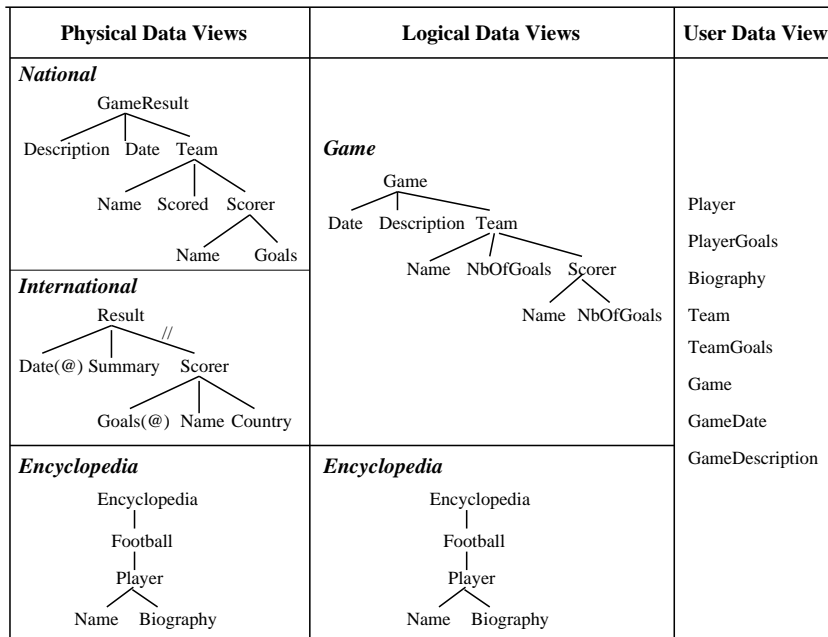 Physical Data Views
Logical Data Views
User Data View
National
GameResult
Description Date Team
Name Scored Scorer
Name Goals
International
Result
//
Date(@) Summary Scorer
Goals(@) Name Country
Encyclopedia
Encyclopedia
Football
Player
Name Biography
Game
Game
Date Description Team
Name NbOfGoals Scorer
Name NbOfGoals
Encyclopedia
Encyclopedia
Football
Player
Name Biography
Player
PlayerGoals
Biography
Team
TeamGoals
Game
GameDate
GameDescription